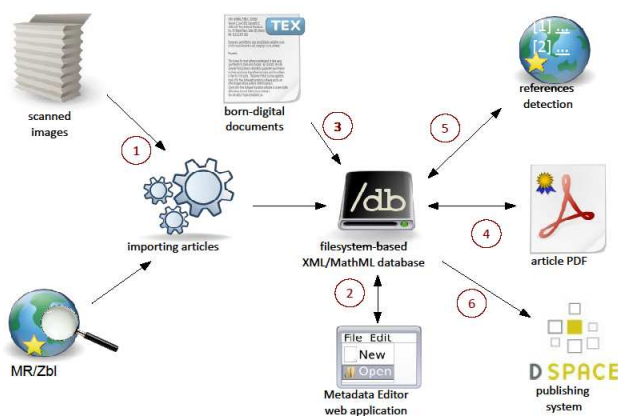 TEX
[1] ...
[2] ...
scanned
images
born-digital
documents
references
detection
1
3
5
/db
importing articles
filesystem-based
XML/MathML database
4
article PDF
2
6
MR/Zbl
File Edit
New
Open
Metadata Editor
web application
D SPACE
publishing
system